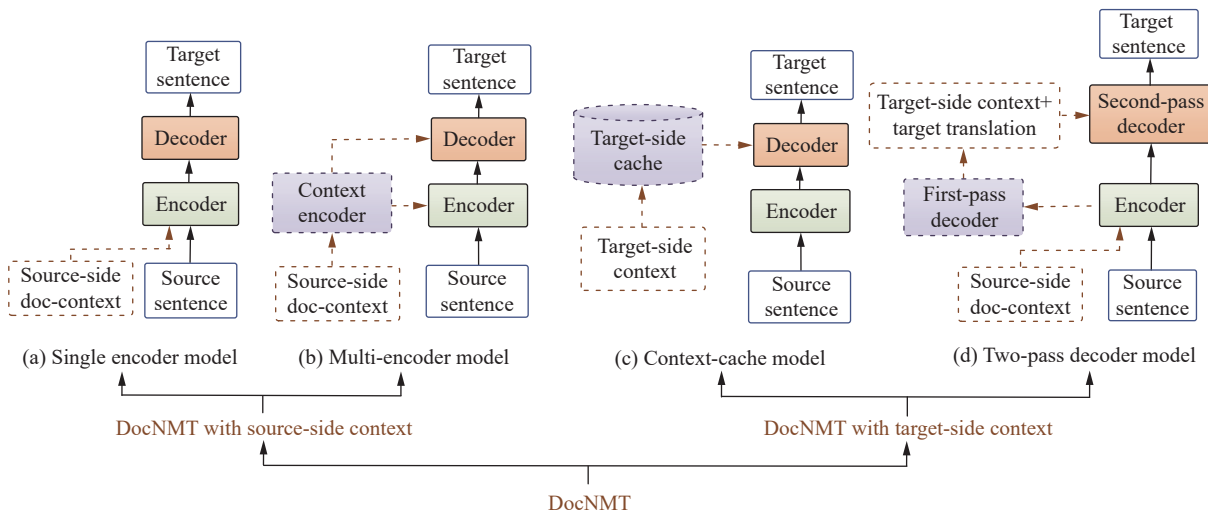 Target
sentence
Decoder
Encoder
Source-side
doc-context
Source
sentence
(a) Single encoder model
Target
sentence
Decoder
Context
encoder
Encoder
Source-side
doc-context
Source
sentence
(b) Multi-encoder model
Target
sentence
Target-side
cache
Decoder
Encoder
Target-side
context
Source
sentence
(c) Context-cache model
Target
sentence
Target-side context+
target translation
Second-pass
decoder
First-pass
decoder
Encoder
Source-side
doc-context
Source
sentence
(d) Two-pass decoder model
DocNMT with source-side context
DocNMT with target-side context
DocNMT